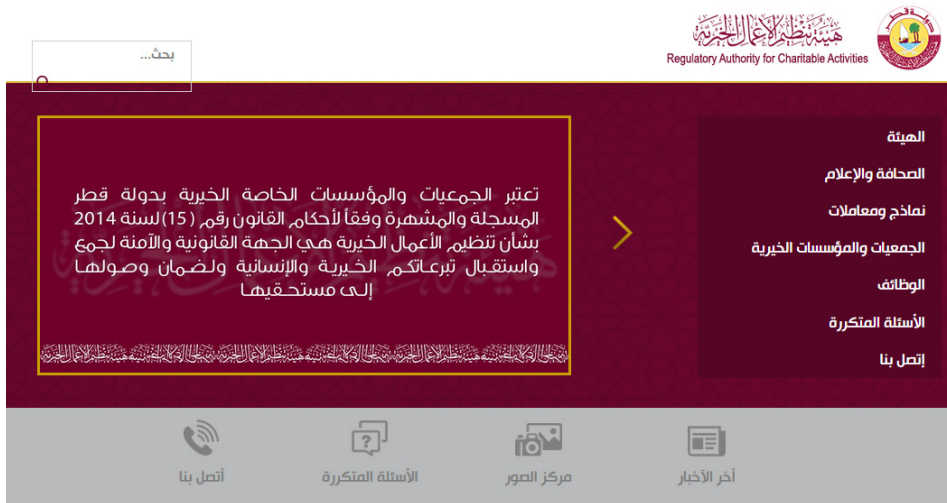 دولة قطر
هيئة تنظيم الأعمال الخيرية
Regulatory Authority for Charitable Activities
بحث...
الهيئة
الصحافة والإعلام
نماذج ومعاملات
الجمعيات والمؤسسات الخيرية
الوظائف
الأسئلة المتكررة
إتصل بنا
تعتبر الجمعيات والمؤسسات الخاصة الخيرية بدولة قطر
المسجلة والمشهرة وفقاً لأحكام القانون رقم (15) لسنة 2014
بشأن تنظيم الأعمال الخيرية هي الجهة القانونية والآمنة لجمع
واستقبال تبرعاتكم الخيرية والإنسانية ولضمان وصولها
إلى مستحقيها
أخر الآخبار
مركز الصور
الأسئلة المتكررة
أتصل بنا